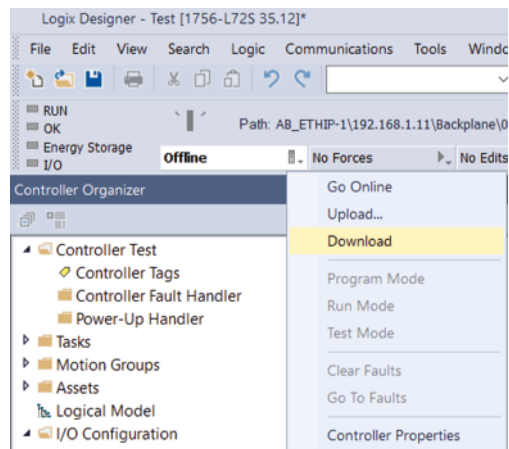 Logix Designer - Test [1756-L72S 35.12]*
File Edit View Search Logic Communications Tools
RUN
OK
Energy Storage
I/O
Path: AB_ETHIP-1\192.168.1.11\Backplane\0
Offline No Forces No Edits
Controller Organizer
Go Online
Upload...
Download
Program Mode
Run Mode
Test Mode
Clear Faults
Go To Faults
Controller Properties
Controller Test
Controller Tags
Controller Fault Handler
Power-Up Handler
Tasks
Motion Groups
Assets
Logical Model
I/O Configuration